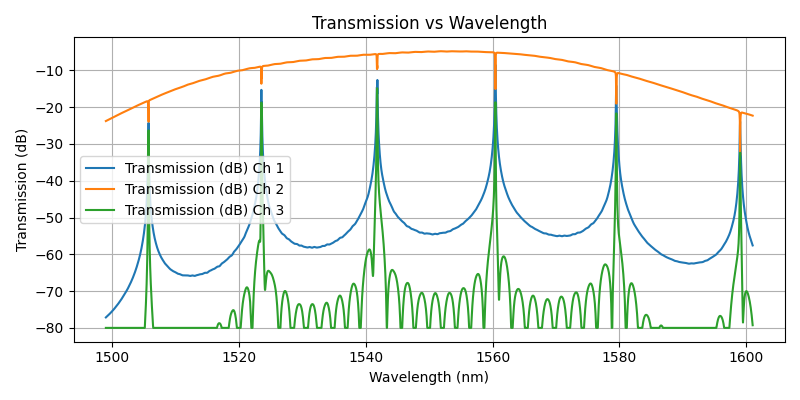 Transmission vs Wavelength
Transmission (dB)
−10
−20
−30
−40
−50
−60
−70
−80
Transmission (dB) Ch 1
Transmission (dB) Ch 2
Transmission (dB) Ch 3
1500 1520 1540 1560 1580 1600
Wavelength (nm)